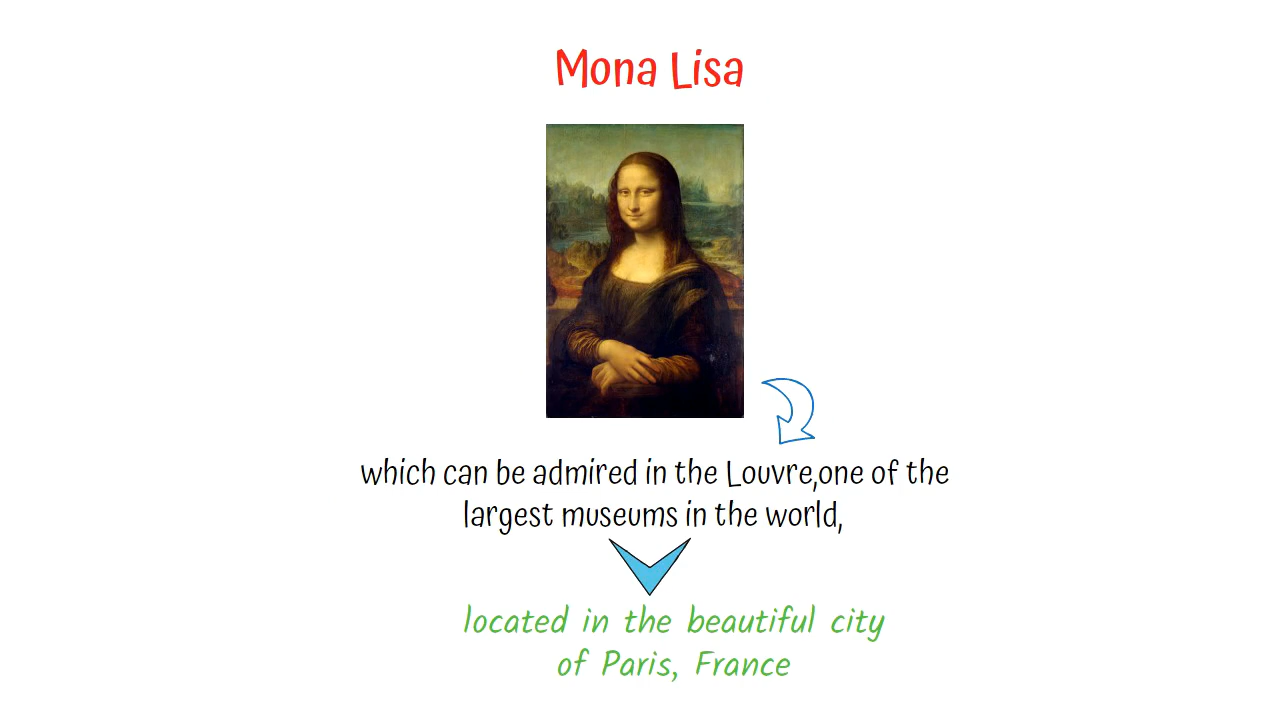 Mona Lisa
which can be admired in the Louvre,one of the
largest museums in the world,
located in the beautiful city
of Paris, France